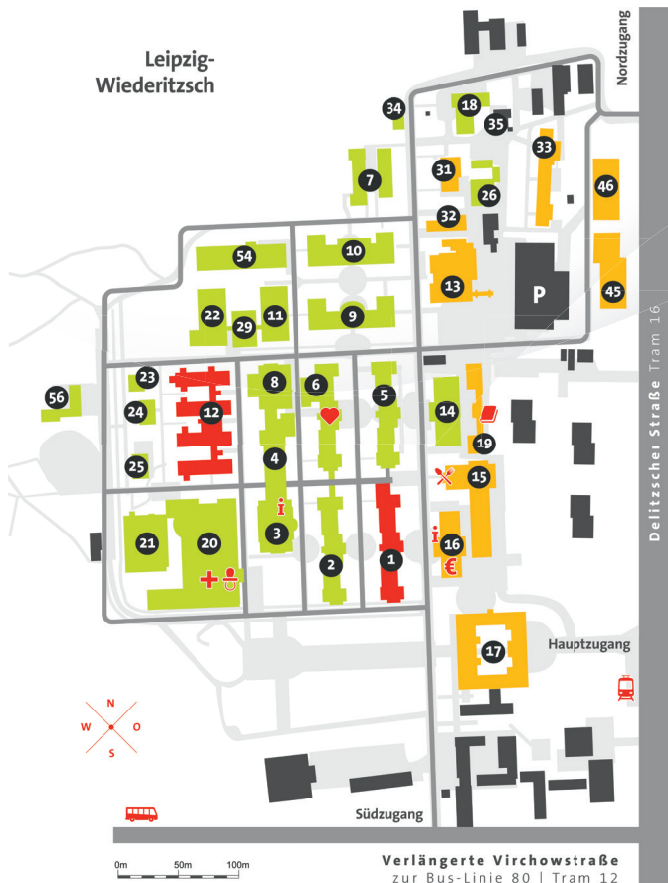 Leipzig-
Wiederitzsch
Nordzugang
34
18
35
33
7
31
26
46
32
54
10
13
P
45
22
11
29
9
23
8
6
5
56
24
12
14
25
4
19
15
21
20
i
3
2
1
i
16
€
17
Hauptzugang
N
W
O
S
Südzugang
Delitzscher Straße Tram 16
0m
50m
100m
Verlängerte Virchowstraße
zur Bus-Linie 80 | Tram 12